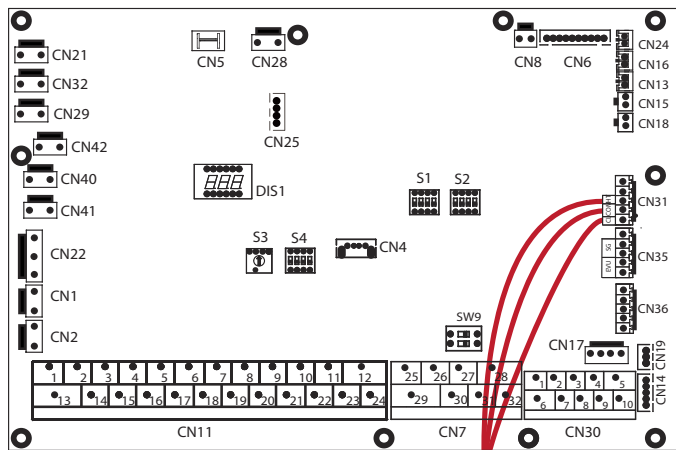 CN21
CN32
CN29
CN42
CN40
CN41
CN22
CN1
CN2
CN5
CN28
CN25
DIS1
S3
S4
CN4
S1
S2
SW9
CN8
CN6
CN24
CN16
CN13
CN15
CN18
CN31
SG
EVU
CN35
CN36
CN17
CN19
CN14
1 2 3 4 5 6 7 8 9 10 11 12
13 14 15 16 17 18 19 20 21 22 23 24
CN11
25 26 27 28
29 30 31 32
CN7
1 2 3 4 5
6 7 8 9 10
CN30